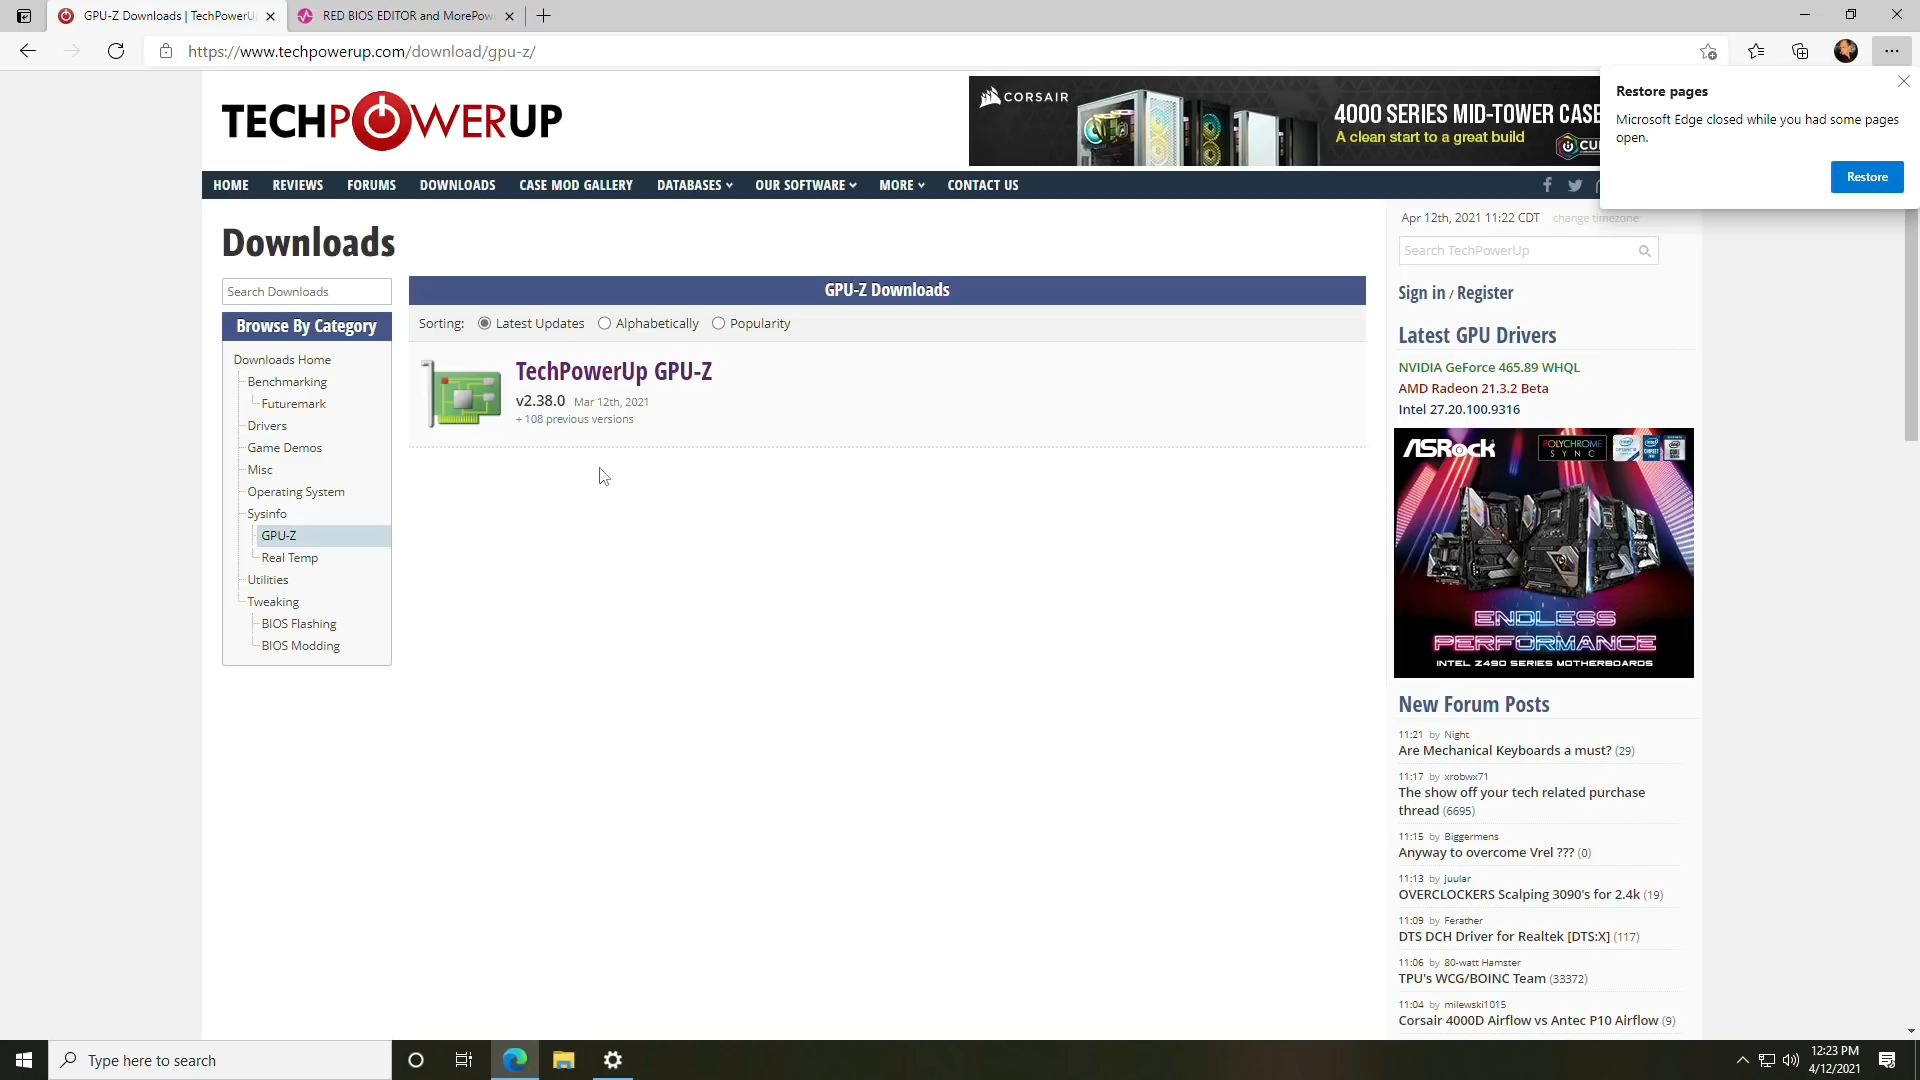 GPU-Z Downloads | TechPowerU
RED BIOS EDITOR and MorePow
https://www.techpowerup.com/download/gpu-z/
Restore pages
Microsoft Edge closed while you had some pages
open.
Restore
TECHPOWERUP
CORSAIR
4000 SERIES MID-TOWER CASE
A clean start to a great build
HOME REVIEWS FORUMS DOWNLOADS CASE MOD GALLERY DATABASES OUR SOFTWARE MORE CONTACT US
Downloads
Search Downloads
Browse By Category
Downloads Home
Benchmarking
Futuremark
Drivers
Game Demos
Misc
Operating System
Sysinfo
GPU-Z
Real Temp
Utilities
Tweaking
BIOS Flashing
BIOS Modding
GPU-Z Downloads
Sorting: Latest Updates Alphabetically Popularity
TechPowerUp GPU-Z
v2.38.0 Mar 12th, 2021
+ 108 previous versions
Apr 12th, 2021 11:22 CDT change timezone
Search TechPowerUp
Sign in / Register
Latest GPU Drivers
NVIDIA GeForce 465.89 WHQL
AMD Radeon 21.3.2 Beta
Intel 27.20.100.9316
ASRock
POLYCHROME
SYNC
ENDLESS
PERFORMANCE
INTEL Z490 SERIES MOTHERBOARDS
New Forum Posts
11:21 by Night
Are Mechanical Keyboards a must? (29)
11:17 by xrobwx71
The show off your tech related purchase
thread (6695)
11:15 by Biggermens
Anyway to overcome Vrel ??? (0)
11:13 by juular
OVERCLOCKERS Scalping 3090's for 2.4k (19)
11:09 by Ferather
DTS DCH Driver for Realtek [DTS:X] (117)
11:06 by 80-watt Hamster
TPU's WCG/BOINC Team (33372)
11:04 by milewski1015
Corsair 4000D Airflow vs Antec P10 Airflow (9)
Type here to search
12:23 PM
4/12/2021